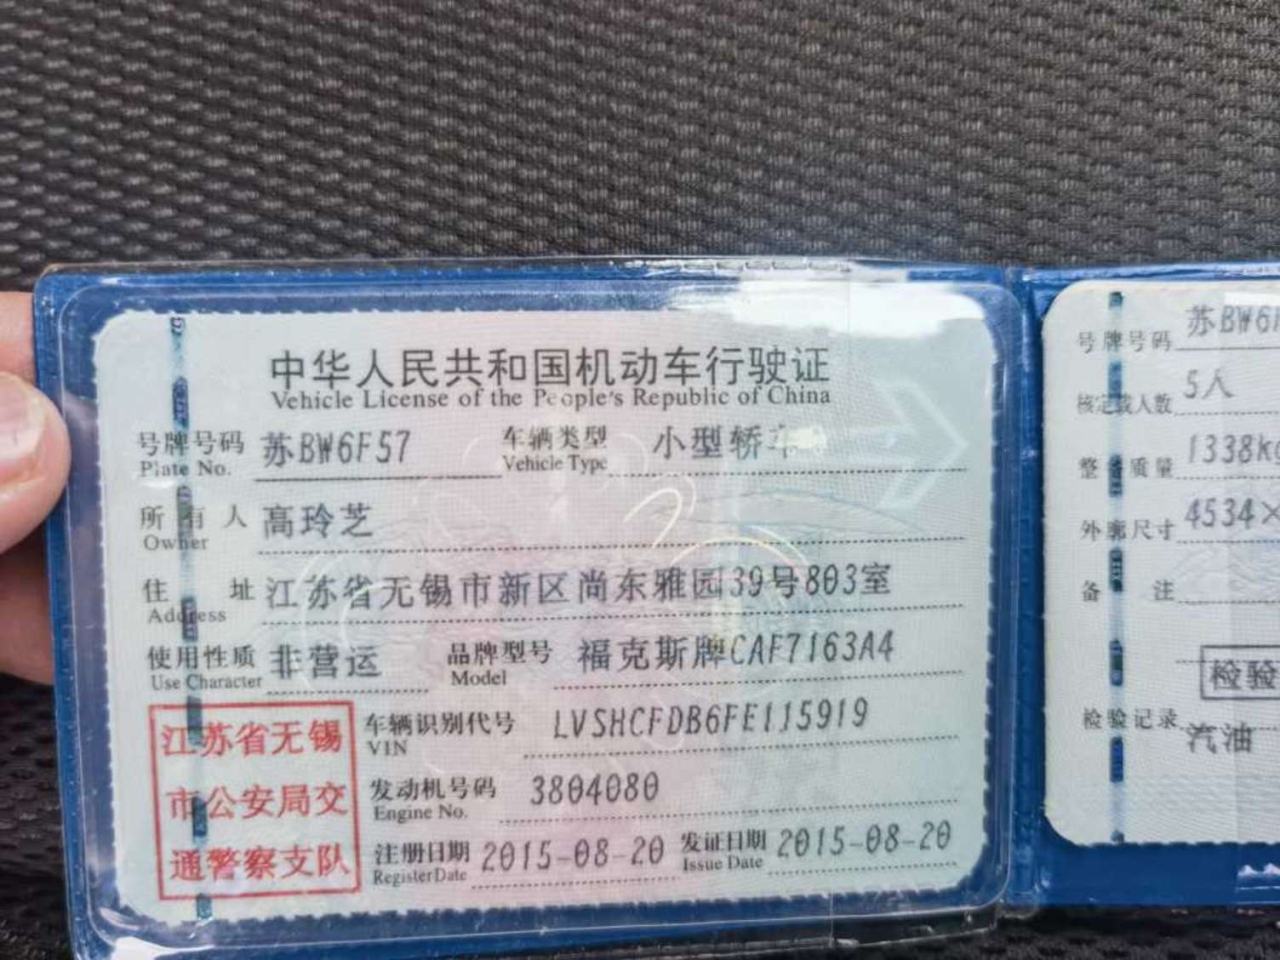 中华人民共和国机动车行驶证
Vehicle License of the People's Republic of China
号牌号码 苏BW6F57 车辆类型 小型轿车
Plate No. Vehicle Type
所有人 高玲芝
Owner
住址 江苏省无锡市新区尚东雅园39号803室
Address
使用性质 非营运 品牌型号 福克斯牌CAF7163A4
Use Character Model
车辆识别代号 LVSHCFDB6FE115919
VIN
发动机号码 3804080
Engine No.
注册日期 2015-08-20 发证日期 2015-08-20
Register Date Issue Date
江苏省无锡
市公安局交
通警察支队
号牌号码 苏BW6
核定载人数 5人
整备质量 1338kg
外廓尺寸 4534×
备注
检验
检验记录
汽油